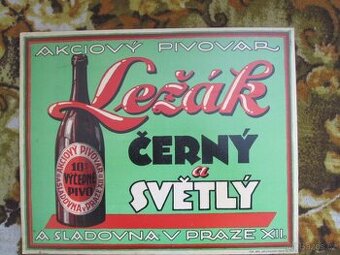 AKCIOVÝ PIVOVAR
Ležák
ČERNÝ
a
SVĚTLÝ
A SLADOVNA V PRAZE XII.
AKCIOVÝ PIVOVAR
10°
VÝČEPNÍ
PIVO
A SLADOVNA